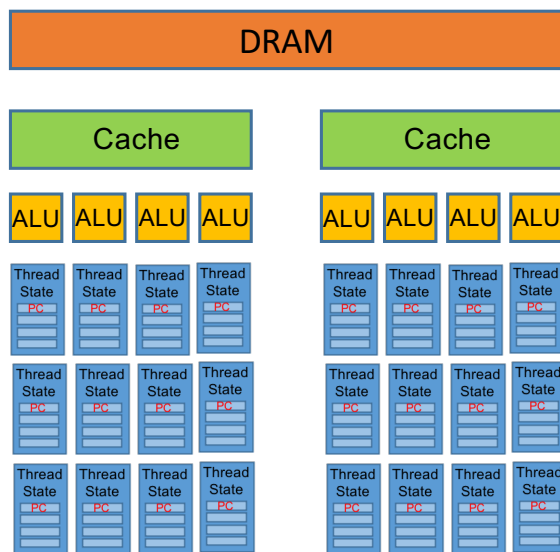 DRAM
Cache Cache
ALU ALU ALU ALU ALU ALU ALU ALU
Thread Thread Thread Thread Thread Thread Thread Thread
State State State State State State State State
PC PC PC PC PC PC PC PC
Thread Thread Thread Thread Thread Thread Thread Thread
State State State State State State State State
PC PC PC PC PC PC PC PC
Thread Thread Thread Thread Thread Thread Thread Thread
State State State State State State State State
PC PC PC PC PC PC PC PC